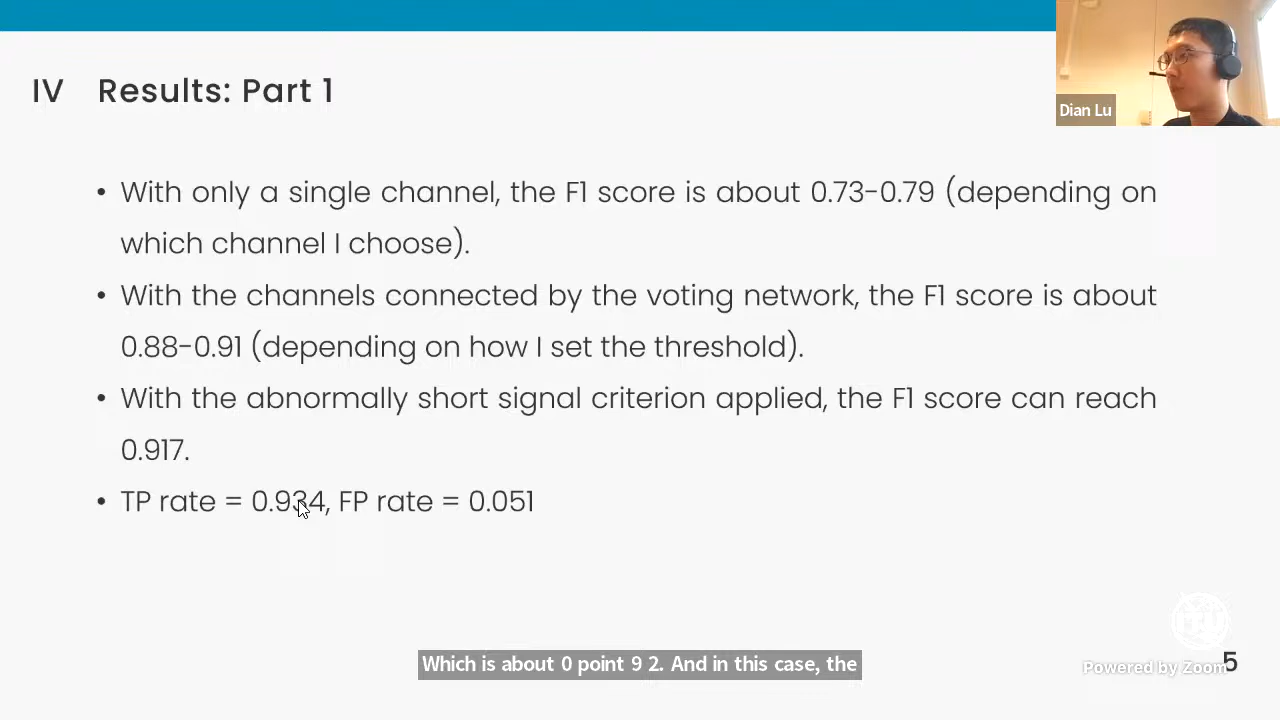 IV Results: Part 1
Dian Lu
• With only a single channel, the F1 score is about 0.73-0.79 (depending on
which channel I choose).
• With the channels connected by the voting network, the F1 score is about
0.88-0.91 (depending on how I set the threshold).
• With the abnormally short signal criterion applied, the F1 score can reach
0.917.
• TP rate = 0.934, FP rate = 0.051
Which is about 0 point 9 2. And in this case, the
ITU
Powered by Zoom
5